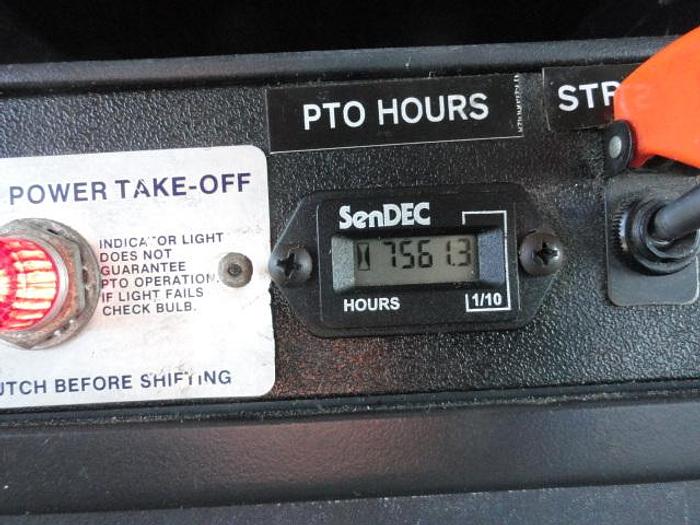 PTO HOURS
STR
POWER TAKE-OFF
INDICATOR LIGHT
DOES NOT
GUARANTEE
PTO OPERATION.
IF LIGHT FAILS
CHECK BULB.
UTCH BEFORE SHIFTING
SenDEC
7561.3
HOURS
1/10